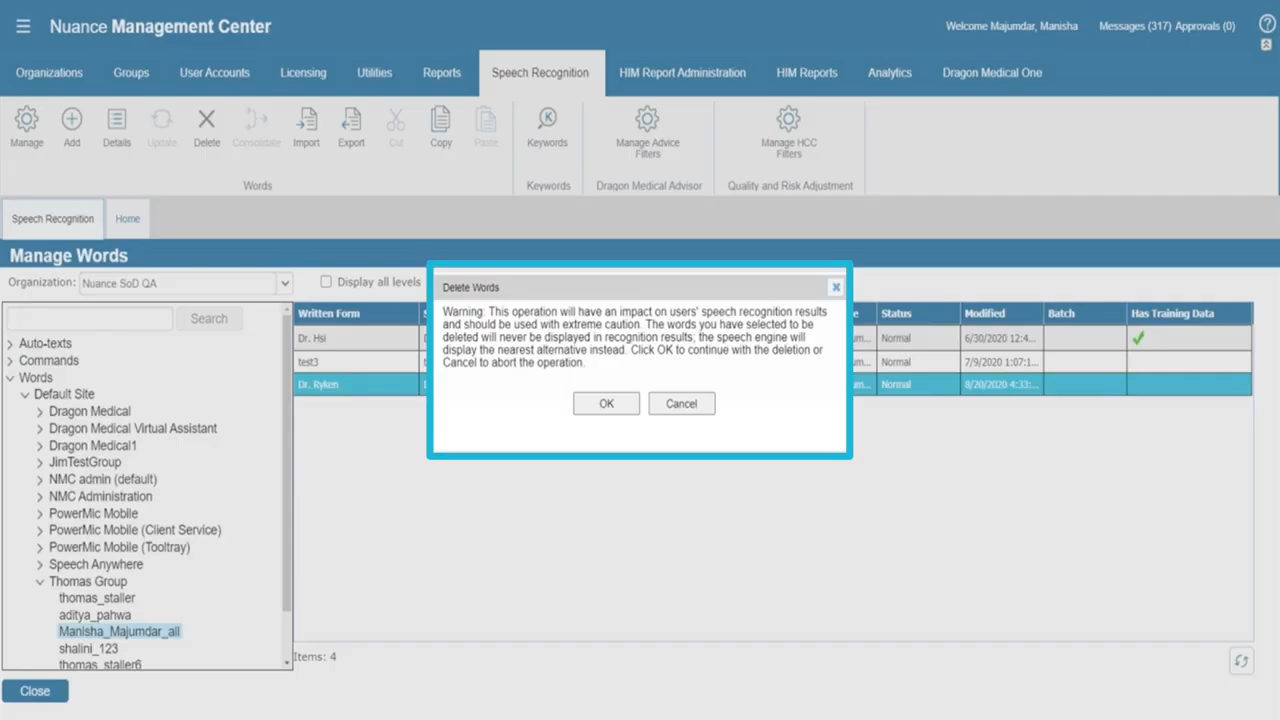 Nuance Management Center
Welcome Majumdar, Manisha
Messages (317) Approvals (0)
Organizations
Groups
User Accounts
Licensing
Utilities
Reports
Speech Recognition
HIM Report Administration
HIM Reports
Analytics
Dragon Medical One
Manage
Add
Details
Update
Delete
Consolidate
Import
Export
Cut
Copy
Paste
Keywords
Manage Advice
Filters
Manage HCC
Filters
Words
Keywords
Dragon Medical Advisor
Quality and Risk Adjustment
Speech Recognition
Home
Manage Words
Organization:
Nuance SoD QA
Display all levels
Search
Auto-texts
Commands
Words
Default Site
Dragon Medical
Dragon Medical Virtual Assistant
Dragon Medical1
JimTestGroup
NMC admin (default)
NMC Administration
PowerMic Mobile
PowerMic Mobile (Client Service)
PowerMic Mobile (Tooltray)
Speech Anywhere
Thomas Group
thomas_staller
aditya_pahwa
Manisha_Majumdar_all
shalini_123
thomas_staller6
Written Form
Status
Modified
Batch
Has Training Data
Dr. Hsi
Normal
6/30/2020 12:4...
test3
Normal
7/9/2020 1:07:1...
Dr. Ryken
Normal
8/20/2020 4:33:...
Delete Words
Warning: This operation will have an impact on users' speech recognition results
and should be used with extreme caution. The words you have selected to be
deleted will never be displayed in recognition results; the speech engine will
display the nearest alternative instead. Click OK to continue with the deletion or
Cancel to abort the operation.
OK
Cancel
Items: 4
Close